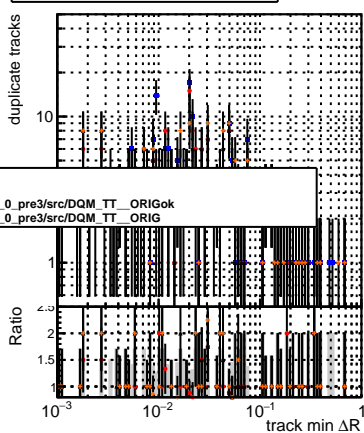 duplicate tracks
10
_0_pre3/src/DQM_TT__ORIGok
_0_pre3/src/DQM_TT__ORIG
1
Ratio
2.5
2
1.5
1
10⁻³ 10⁻² 10⁻¹ 1
track min ΔR